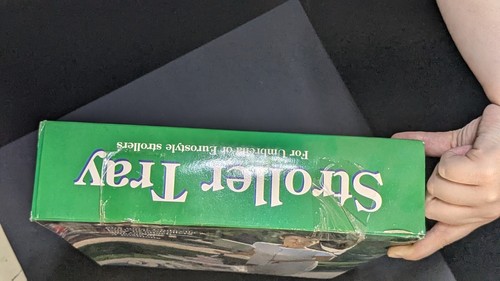 Stroller Tray
For Umbrella or Eurostyle strollers